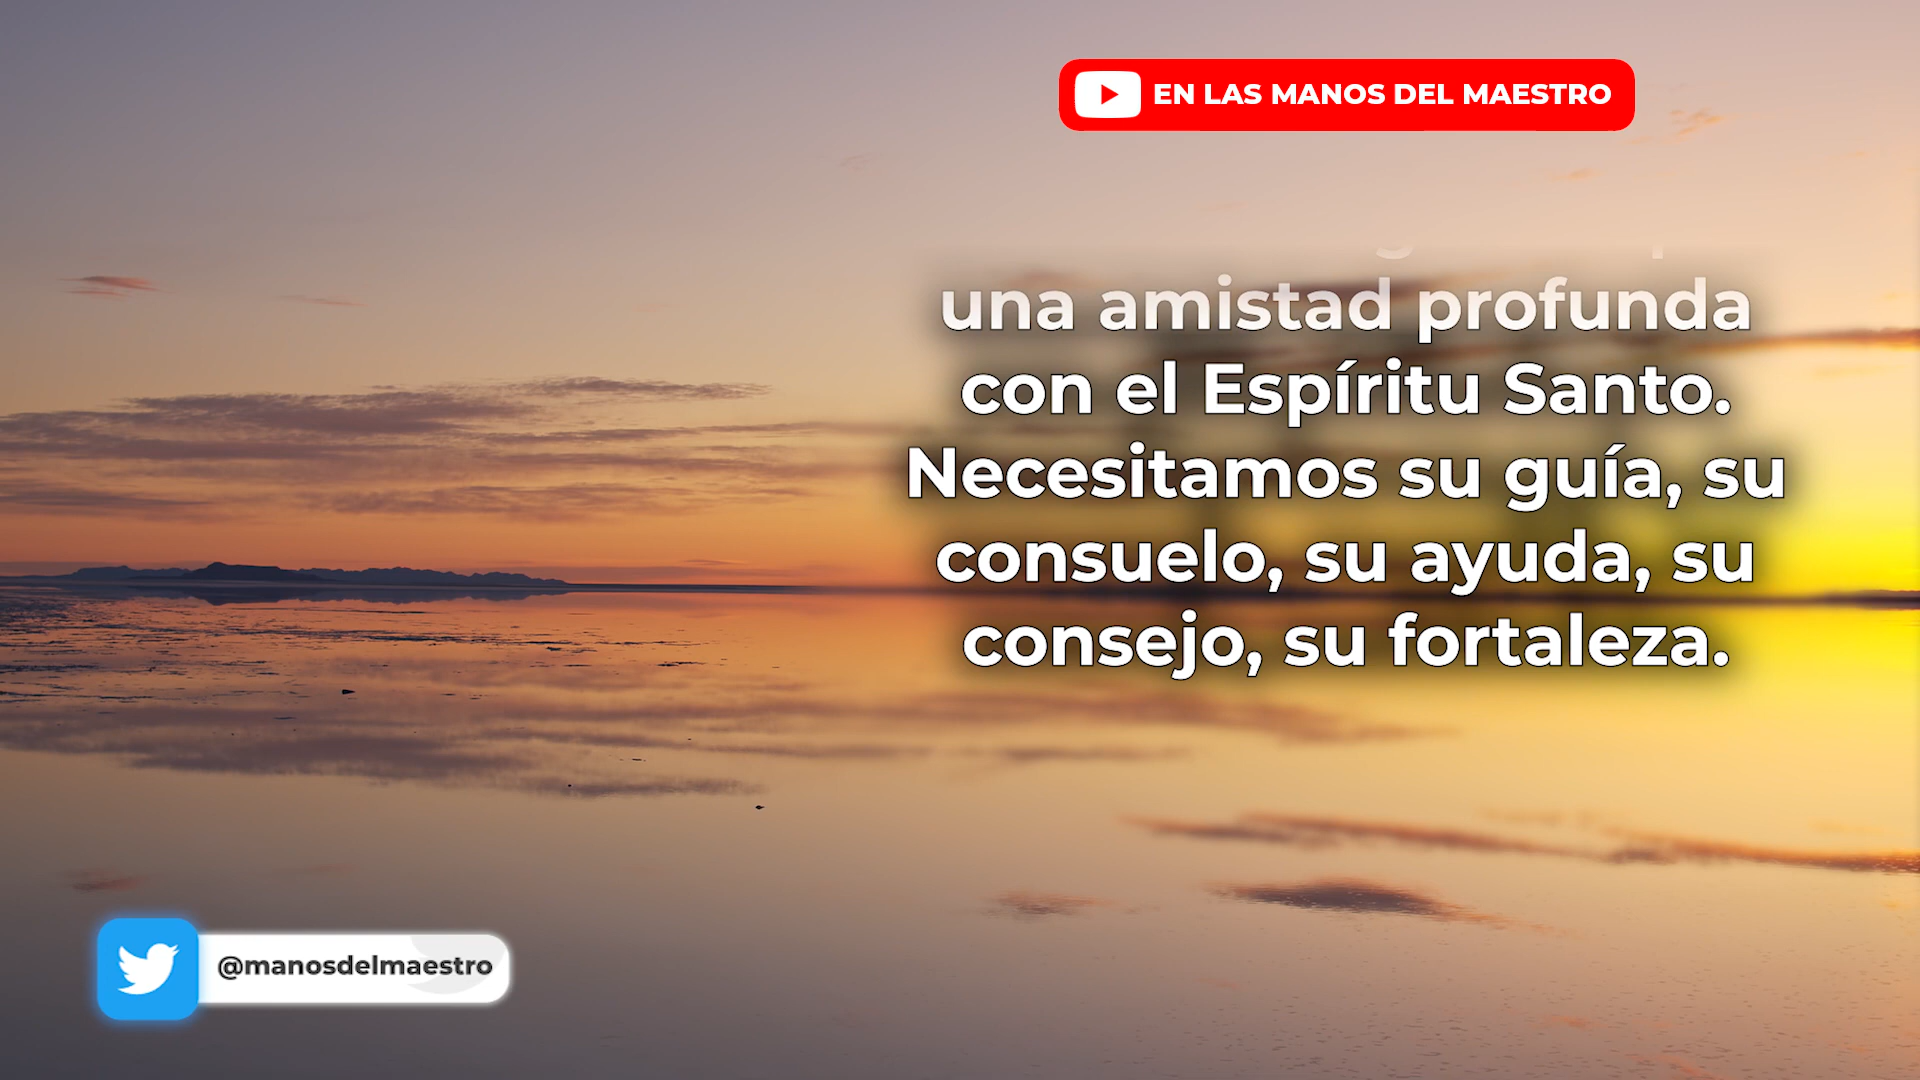 EN LAS MANOS DEL MAESTRO
una amistad profunda
con el Espíritu Santo.
Necesitamos su guía, su
consuelo, su ayuda, su
consejo, su fortaleza.
@manosdelmaestro